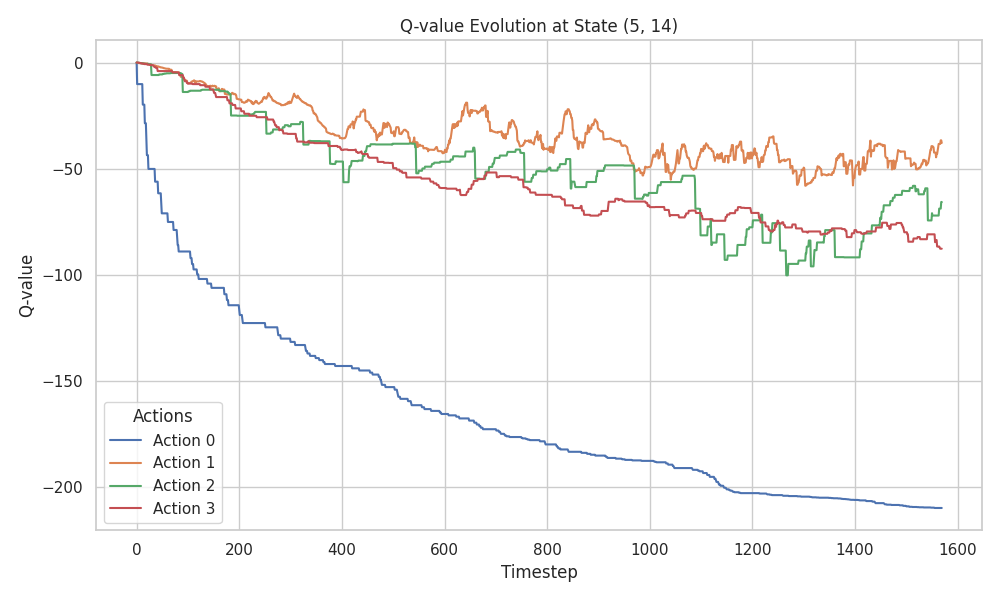 Q-value Evolution at State (5, 14)
0
−50
−100
−150
−200
Q-value
Actions
Action 0
Action 1
Action 2
Action 3
0 200 400 600 800 1000 1200 1400 1600
Timestep